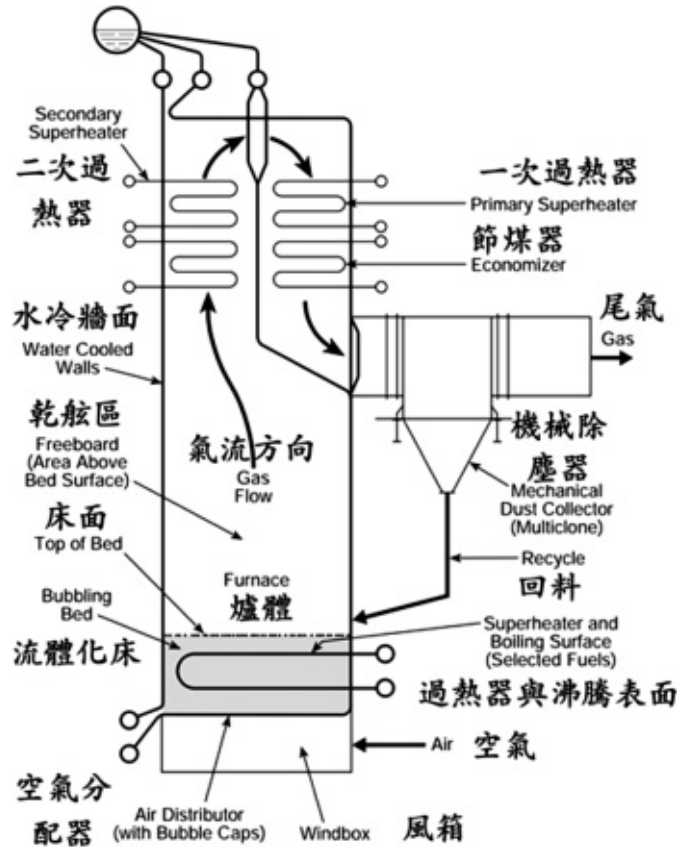 Secondary
Superheater
二次過
熱器
一次過熱器
Primary Superheater
節煤器
Economizer
水冷牆面
Water Cooled
Walls
尾氣
Gas
乾舷區
Freeboard
(Area Above
Bed Surface)
氣流方向
Gas
Flow
機械除
塵器
Mechanical
Dust Collector
(Multiclone)
床面
Top of Bed
Recycle
回料
Furnace
爐體
Bubbling
Bed
流體化床
Superheater and
Boiling Surface
(Selected Fuels)
過熱器與沸騰表面
Air 空氣
空氣分
配器
Air Distributor
(with Bubble Caps)
Windbox 風箱